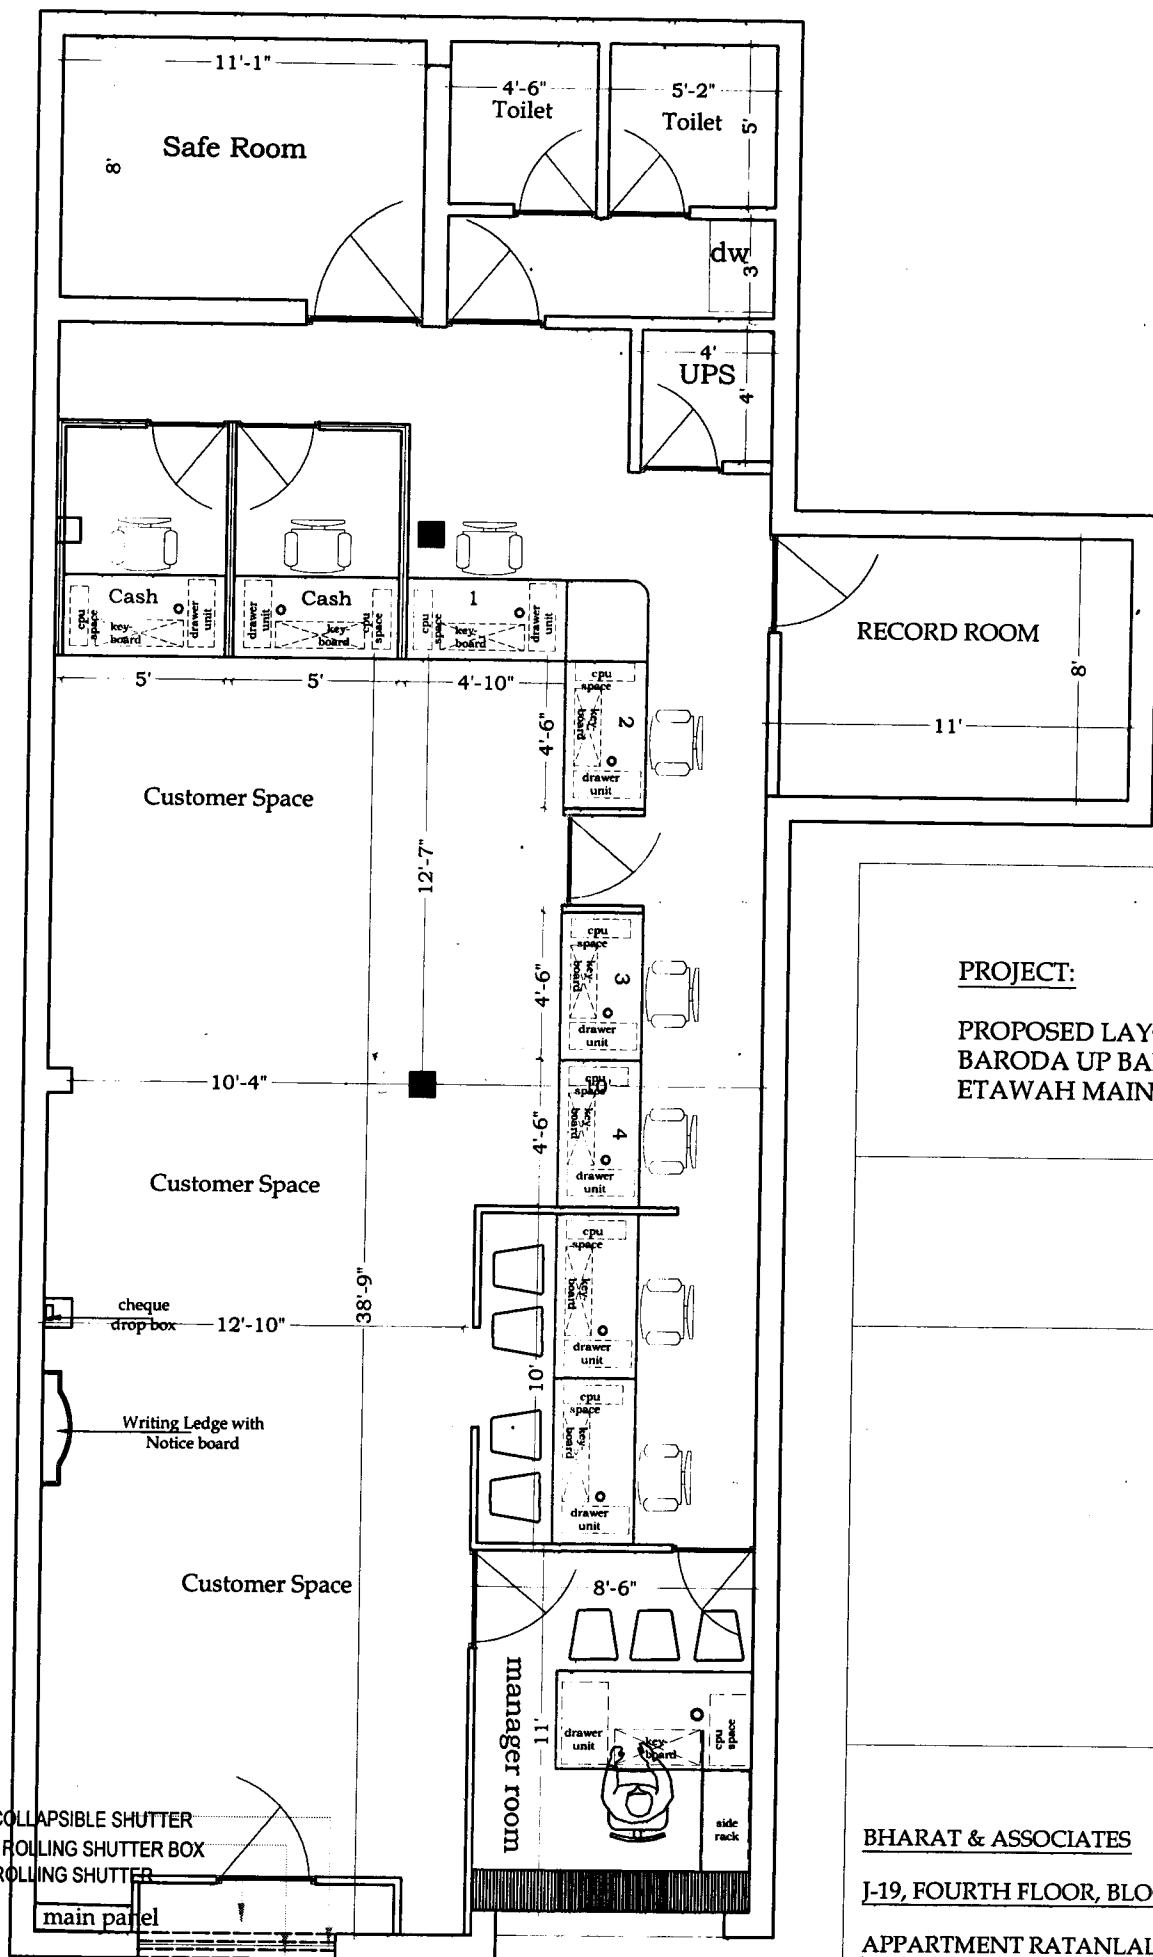 11'-1"
4'-6"
Toilet
5'-2"
Toilet
5'
Safe Room
8'
dw
3'
4'
UPS
4'
Cash
cpu
space
key-
board
drawer
unit
Cash
drawer
unit
key-
board
cpu
space
1
cpu
space
key-
board
drawer
unit
RECORD ROOM
8'
11'
5'
5'
4'-10"
cpu
space
key-
board
2
drawer
unit
4'-6"
Customer Space
12'-7"
cpu
space
key-
board
3
drawer
unit
4'-6"
PROJECT:
PROPOSED LAY
BARODA UP BA
ETAWAH MAIN
10'-4"
10'
cpu
space
key-
board
4
drawer
unit
4'-6"
Customer Space
cpu
space
key-
board
drawer
unit
38'-9"
cheque
drop box
12'-10"
10'
cpu
space
key-
board
drawer
unit
Writing Ledge with
Notice board
Customer Space
8'-6"
manager room
11'
drawer
unit
key-
board
cpu
space
side
rack
COLLAPSIBLE SHUTTER
ROLLING SHUTTER BOX
ROLLING SHUTTER
main panel
BHARAT & ASSOCIATES
J-19, FOURTH FLOOR, BLO
APPARTMENT RATANLAL